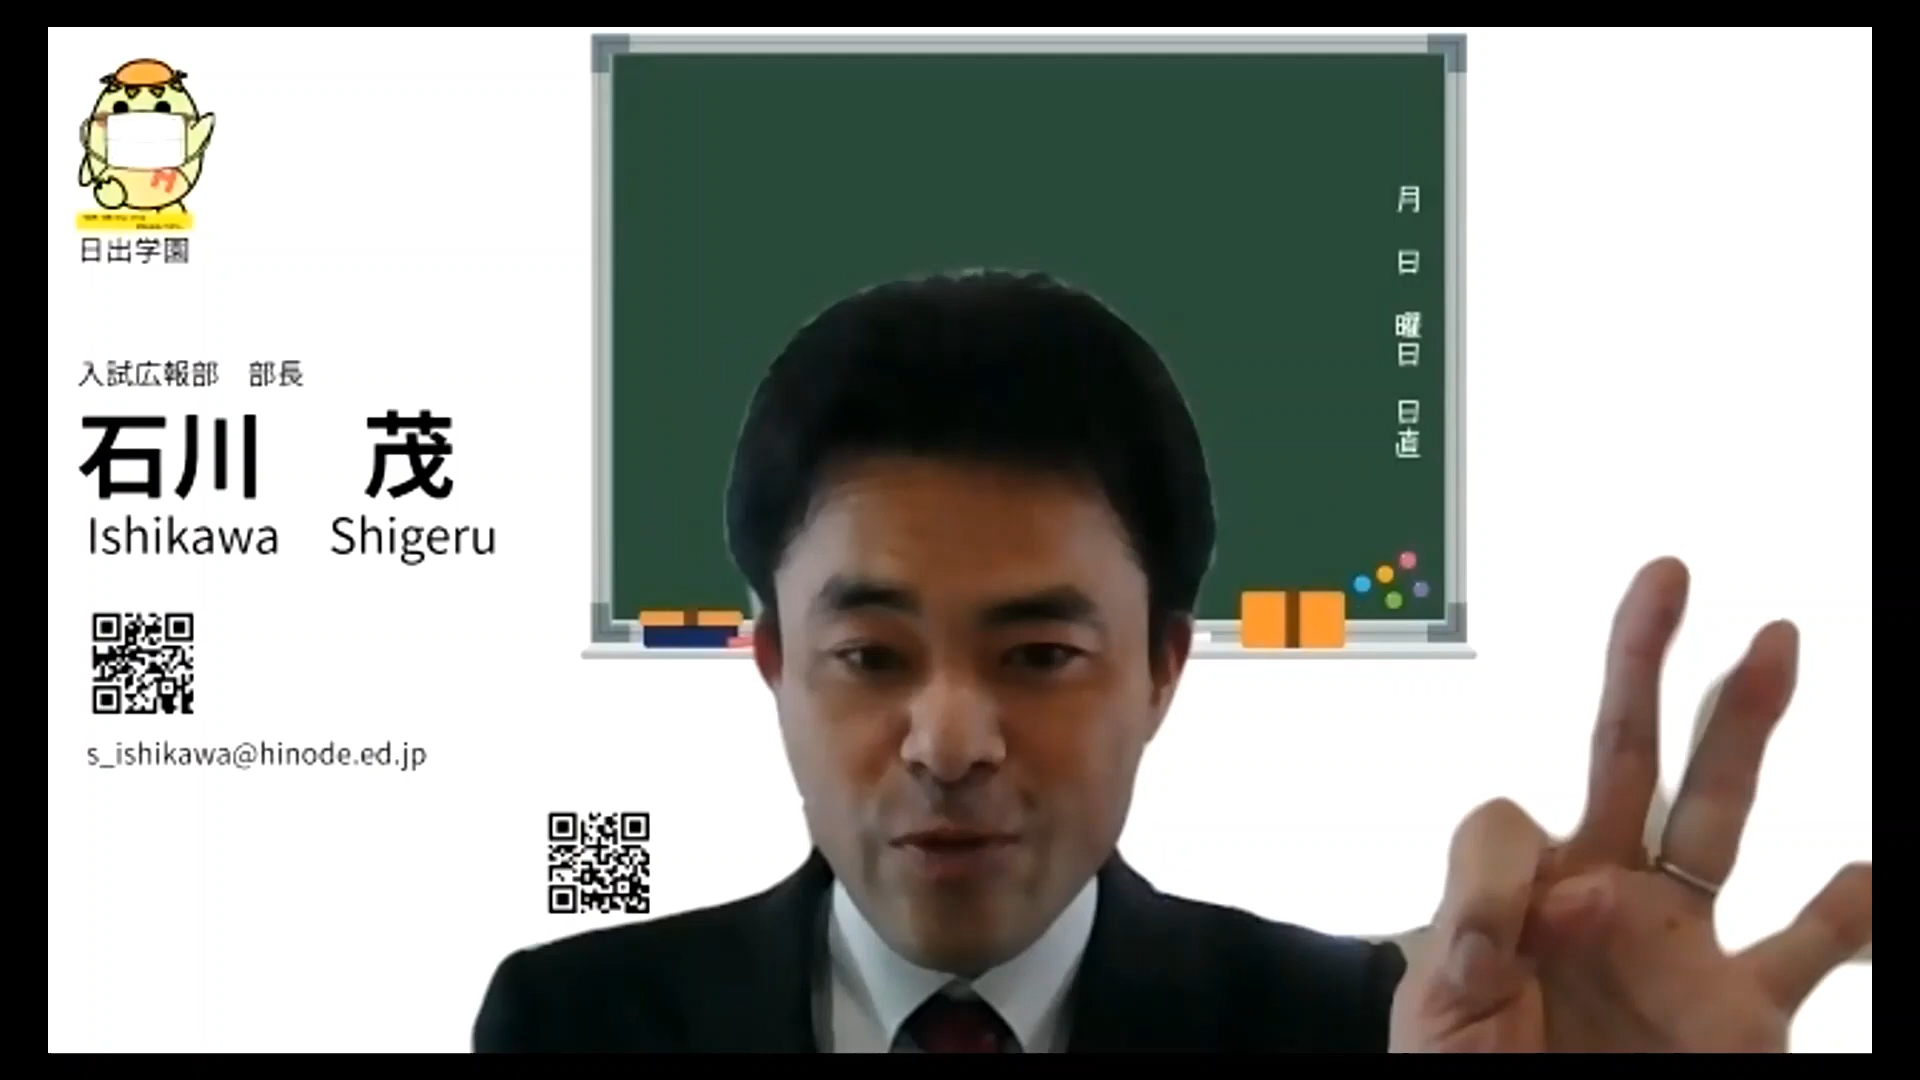 日出学園
入試広報部　部長
石川　茂
Ishikawa　Shigeru
s_ishikawa@hinode.ed.jp
月　日　曜日　日直